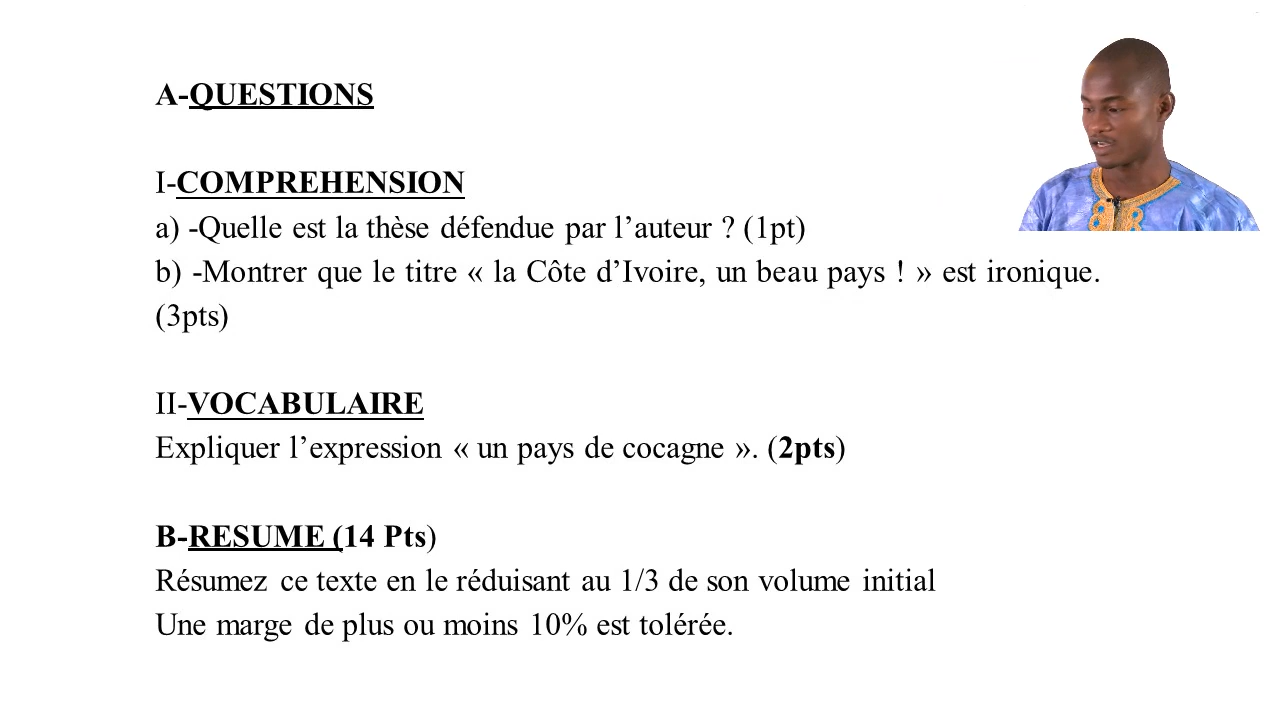 A-QUESTIONS
I-COMPREHENSION
a) -Quelle est la thèse défendue par l’auteur ? (1pt)
b) -Montrer que le titre « la Côte d’Ivoire, un beau pays ! » est ironique.
(3pts)
II-VOCABULAIRE
Expliquer l’expression « un pays de cocagne ». (2pts)
B-RESUME (14 Pts)
Résumez ce texte en le réduisant au 1/3 de son volume initial
Une marge de plus ou moins 10% est tolérée.